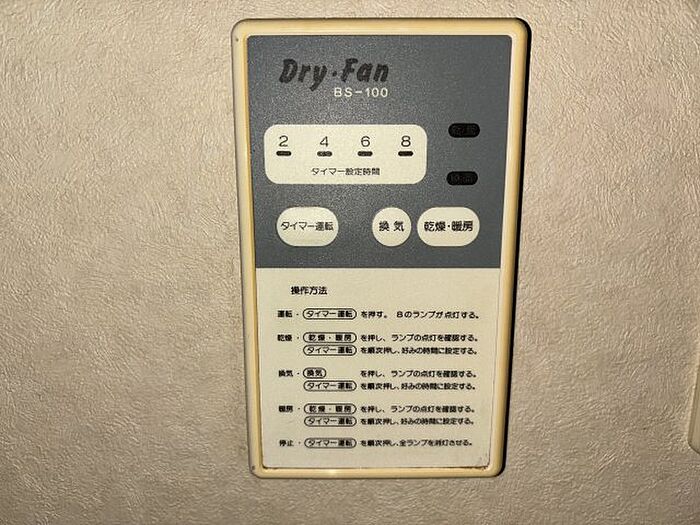 Dry・Fan
BS-100
2 4 6 8
タイマー設定時間
タイマー運転 換気 乾燥・暖房
操作方法
運転・タイマー運転を押す。 8のランプが点灯する。
乾燥・乾燥・暖房を押し、ランプの点灯を確認する。
タイマー運転を順次押し、好みの時間に設定する。
換気・換気 を押し、ランプの点灯を確認する。
タイマー運転を順次押し、好みの時間に設定する。
暖房・乾燥・暖房を押し、ランプの点灯を確認する。
タイマー運転を順次押し、好みの時間に設定する。
停止・タイマー運転を順次押し、全ランプを消灯させる。